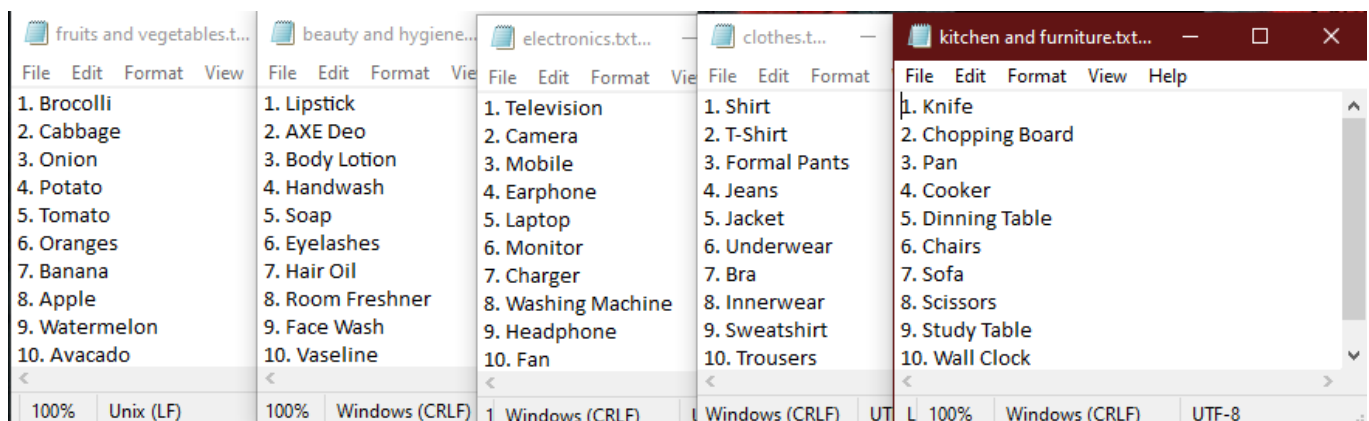 fruits and vegetables.t...
File Edit Format View
1. Brocolli
2. Cabbage
3. Onion
4. Potato
5. Tomato
6. Oranges
7. Banana
8. Apple
9. Watermelon
10. Avacado
100% Unix (LF)
beauty and hygiene...
File Edit Format Vie
1. Lipstick
2. AXE Deo
3. Body Lotion
4. Handwash
5. Soap
6. Eyelashes
7. Hair Oil
8. Room Freshner
9. Face Wash
10. Vaseline
100% Windows (CRLF)
electronics.txt...
File Edit Format Vie
1. Television
2. Camera
3. Mobile
4. Earphone
5. Laptop
6. Monitor
7. Charger
8. Washing Machine
9. Headphone
10. Fan
1 Windows (CRLF) U
clothes.t...
File Edit Format
1. Shirt
2. T-Shirt
3. Formal Pants
4. Jeans
5. Jacket
6. Underwear
7. Bra
8. Innerwear
9. Sweatshirt
10. Trousers
Windows (CRLF) UT
kitchen and furniture.txt...
File Edit Format View Help
1. Knife
2. Chopping Board
3. Pan
4. Cooker
5. Dinning Table
6. Chairs
7. Sofa
8. Scissors
9. Study Table
10. Wall Clock
L 100% Windows (CRLF) UTF-8